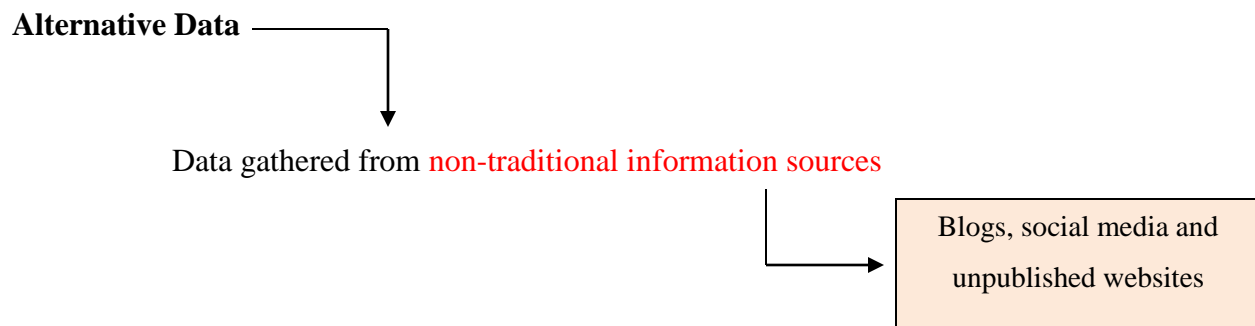 Alternative Data
Data gathered from non-traditional information sources
Blogs, social media and
unpublished websites